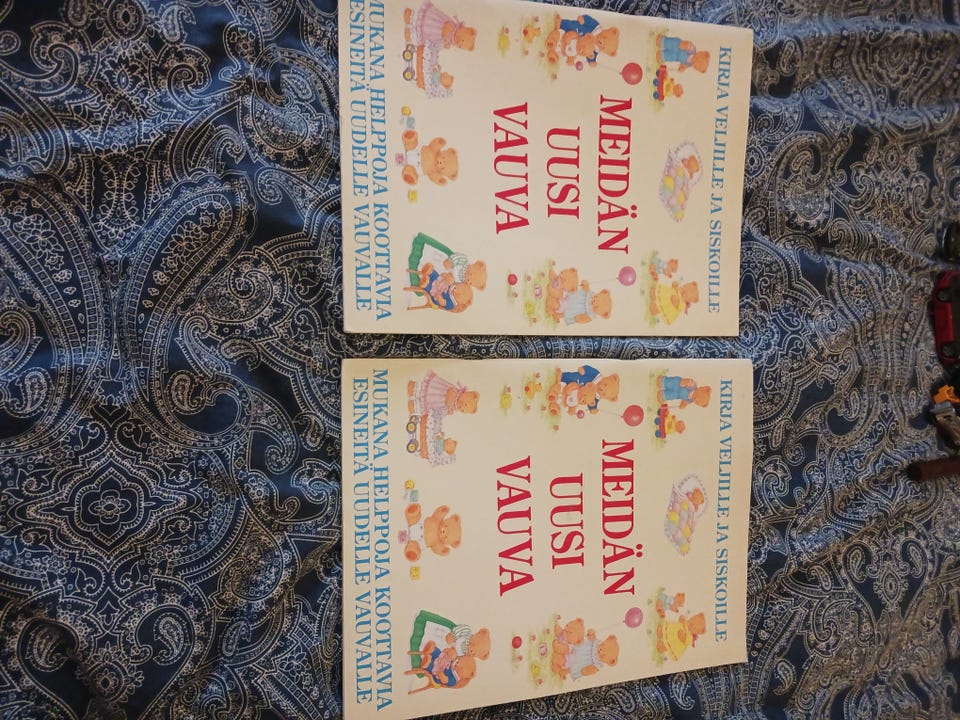 KIRJA VELJILLE JA SISKOILLE
MEIDÄN
UUSI
VAUVA
MUKANA HELPPOJA KOOTTAVIA
ESINEITÄ UUDELLE VAUVALLE
KIRJA VELJILLE JA SISKOILLE
MEIDÄN
UUSI
VAUVA
MUKANA HELPPOJA KOOTTAVIA
ESINEITÄ UUDELLE VAUVALLE